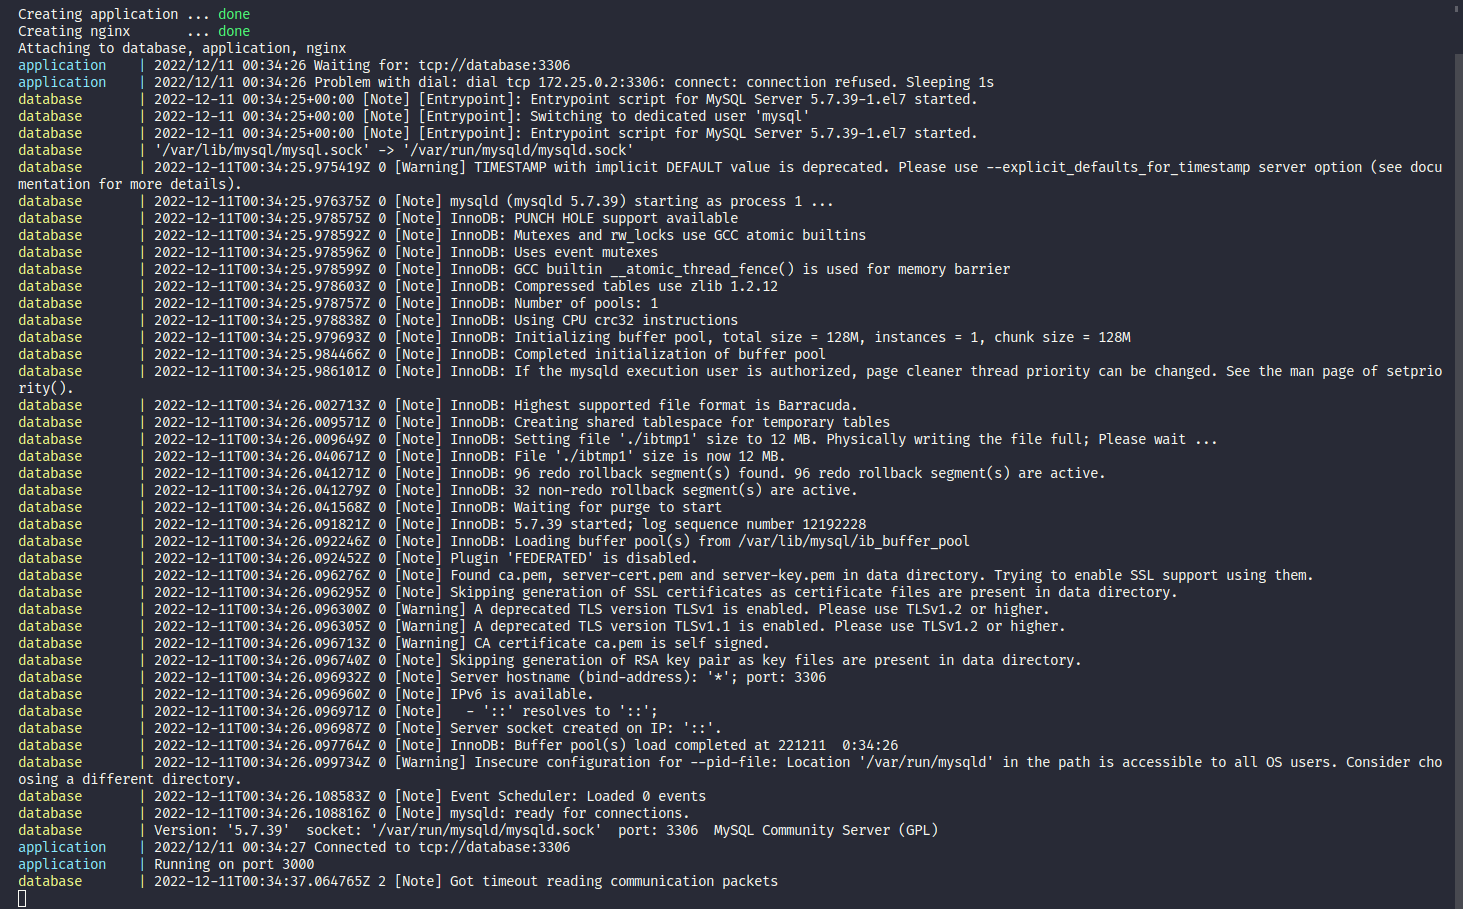 Creating application ... done
Creating nginx       ... done
Attaching to database, application, nginx
application    | 2022/12/11 00:34:26 Waiting for: tcp://database:3306
application    | 2022/12/11 00:34:26 Problem with dial: dial tcp 172.25.0.2:3306: connect: connection refused. Sleeping 1s
database       | 2022-12-11 00:34:25+00:00 [Note] [Entrypoint]: Entrypoint script for MySQL Server 5.7.39-1.el7 started.
database       | 2022-12-11 00:34:25+00:00 [Note] [Entrypoint]: Switching to dedicated user 'mysql'
database       | 2022-12-11 00:34:25+00:00 [Note] [Entrypoint]: Entrypoint script for MySQL Server 5.7.39-1.el7 started.
database       | '/var/lib/mysql/mysql.sock' -> '/var/run/mysqld/mysqld.sock'
database       | 2022-12-11T00:34:25.975419Z 0 [Warning] TIMESTAMP with implicit DEFAULT value is deprecated. Please use --explicit_defaults_for_timestamp server option (see docu
mentation for more details).
database       | 2022-12-11T00:34:25.976375Z 0 [Note] mysqld (mysqld 5.7.39) starting as process 1 ...
database       | 2022-12-11T00:34:25.978575Z 0 [Note] InnoDB: PUNCH HOLE support available
database       | 2022-12-11T00:34:25.978592Z 0 [Note] InnoDB: Mutexes and rw_locks use GCC atomic builtins
database       | 2022-12-11T00:34:25.978596Z 0 [Note] InnoDB: Uses event mutexes
database       | 2022-12-11T00:34:25.978599Z 0 [Note] InnoDB: GCC builtin __atomic_thread_fence() is used for memory barrier
database       | 2022-12-11T00:34:25.978603Z 0 [Note] InnoDB: Compressed tables use zlib 1.2.12
database       | 2022-12-11T00:34:25.978757Z 0 [Note] InnoDB: Number of pools: 1
database       | 2022-12-11T00:34:25.978838Z 0 [Note] InnoDB: Using CPU crc32 instructions
database       | 2022-12-11T00:34:25.979693Z 0 [Note] InnoDB: Initializing buffer pool, total size = 128M, instances = 1, chunk size = 128M
database       | 2022-12-11T00:34:25.984466Z 0 [Note] InnoDB: Completed initialization of buffer pool
database       | 2022-12-11T00:34:25.986101Z 0 [Note] InnoDB: If the mysqld execution user is authorized, page cleaner thread priority can be changed. See the man page of setprio
rity().
database       | 2022-12-11T00:34:26.002713Z 0 [Note] InnoDB: Highest supported file format is Barracuda.
database       | 2022-12-11T00:34:26.009571Z 0 [Note] InnoDB: Creating shared tablespace for temporary tables
database       | 2022-12-11T00:34:26.009649Z 0 [Note] InnoDB: Setting file './ibtmp1' size to 12 MB. Physically writing the file full; Please wait ...
database       | 2022-12-11T00:34:26.040671Z 0 [Note] InnoDB: File './ibtmp1' size is now 12 MB.
database       | 2022-12-11T00:34:26.041271Z 0 [Note] InnoDB: 96 redo rollback segment(s) found. 96 redo rollback segment(s) are active.
database       | 2022-12-11T00:34:26.041279Z 0 [Note] InnoDB: 32 non-redo rollback segment(s) are active.
database       | 2022-12-11T00:34:26.041568Z 0 [Note] InnoDB: Waiting for purge to start
database       | 2022-12-11T00:34:26.091821Z 0 [Note] InnoDB: 5.7.39 started; log sequence number 12192228
database       | 2022-12-11T00:34:26.092246Z 0 [Note] InnoDB: Loading buffer pool(s) from /var/lib/mysql/ib_buffer_pool
database       | 2022-12-11T00:34:26.092452Z 0 [Note] Plugin 'FEDERATED' is disabled.
database       | 2022-12-11T00:34:26.096276Z 0 [Note] Found ca.pem, server-cert.pem and server-key.pem in data directory. Trying to enable SSL support using them.
database       | 2022-12-11T00:34:26.096295Z 0 [Note] Skipping generation of SSL certificates as certificate files are present in data directory.
database       | 2022-12-11T00:34:26.096300Z 0 [Warning] A deprecated TLS version TLSv1 is enabled. Please use TLSv1.2 or higher.
database       | 2022-12-11T00:34:26.096305Z 0 [Warning] A deprecated TLS version TLSv1.1 is enabled. Please use TLSv1.2 or higher.
database       | 2022-12-11T00:34:26.096713Z 0 [Warning] CA certificate ca.pem is self signed.
database       | 2022-12-11T00:34:26.096740Z 0 [Note] Skipping generation of RSA key pair as key files are present in data directory.
database       | 2022-12-11T00:34:26.096932Z 0 [Note] Server hostname (bind-address): '*'; port: 3306
database       | 2022-12-11T00:34:26.096960Z 0 [Note] IPv6 is available.
database       | 2022-12-11T00:34:26.096971Z 0 [Note]   - '::' resolves to '::';
database       | 2022-12-11T00:34:26.096987Z 0 [Note] Server socket created on IP: '::'.
database       | 2022-12-11T00:34:26.097764Z 0 [Note] InnoDB: Buffer pool(s) load completed at 221211  0:34:26
database       | 2022-12-11T00:34:26.099734Z 0 [Warning] Insecure configuration for --pid-file: Location '/var/run/mysqld' in the path is accessible to all OS users. Consider cho
osing a different directory.
database       | 2022-12-11T00:34:26.108583Z 0 [Note] Event Scheduler: Loaded 0 events
database       | 2022-12-11T00:34:26.108816Z 0 [Note] mysqld: ready for connections.
database       | Version: '5.7.39'  socket: '/var/run/mysqld/mysqld.sock'  port: 3306  MySQL Community Server (GPL)
application    | 2022/12/11 00:34:27 Connected to tcp://database:3306
application    | Running on port 3000
database       | 2022-12-11T00:34:37.064765Z 2 [Note] Got timeout reading communication packets